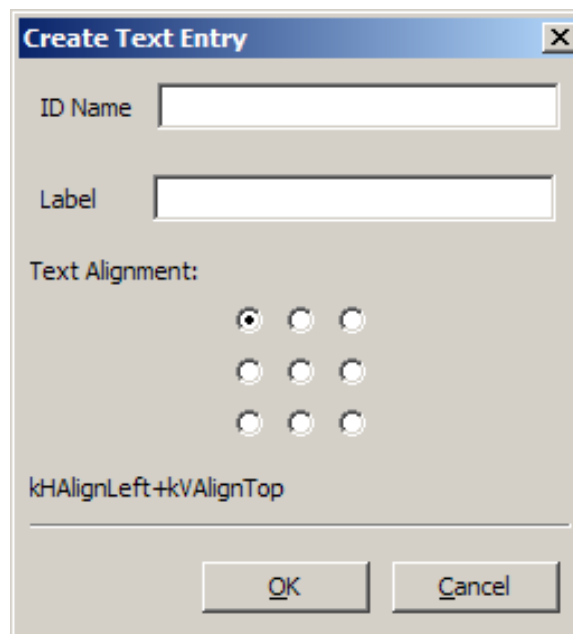 Create Text Entry
ID Name
Label
Text Alignment:
kHAlignLeft+kVAlignTop
OK Cancel